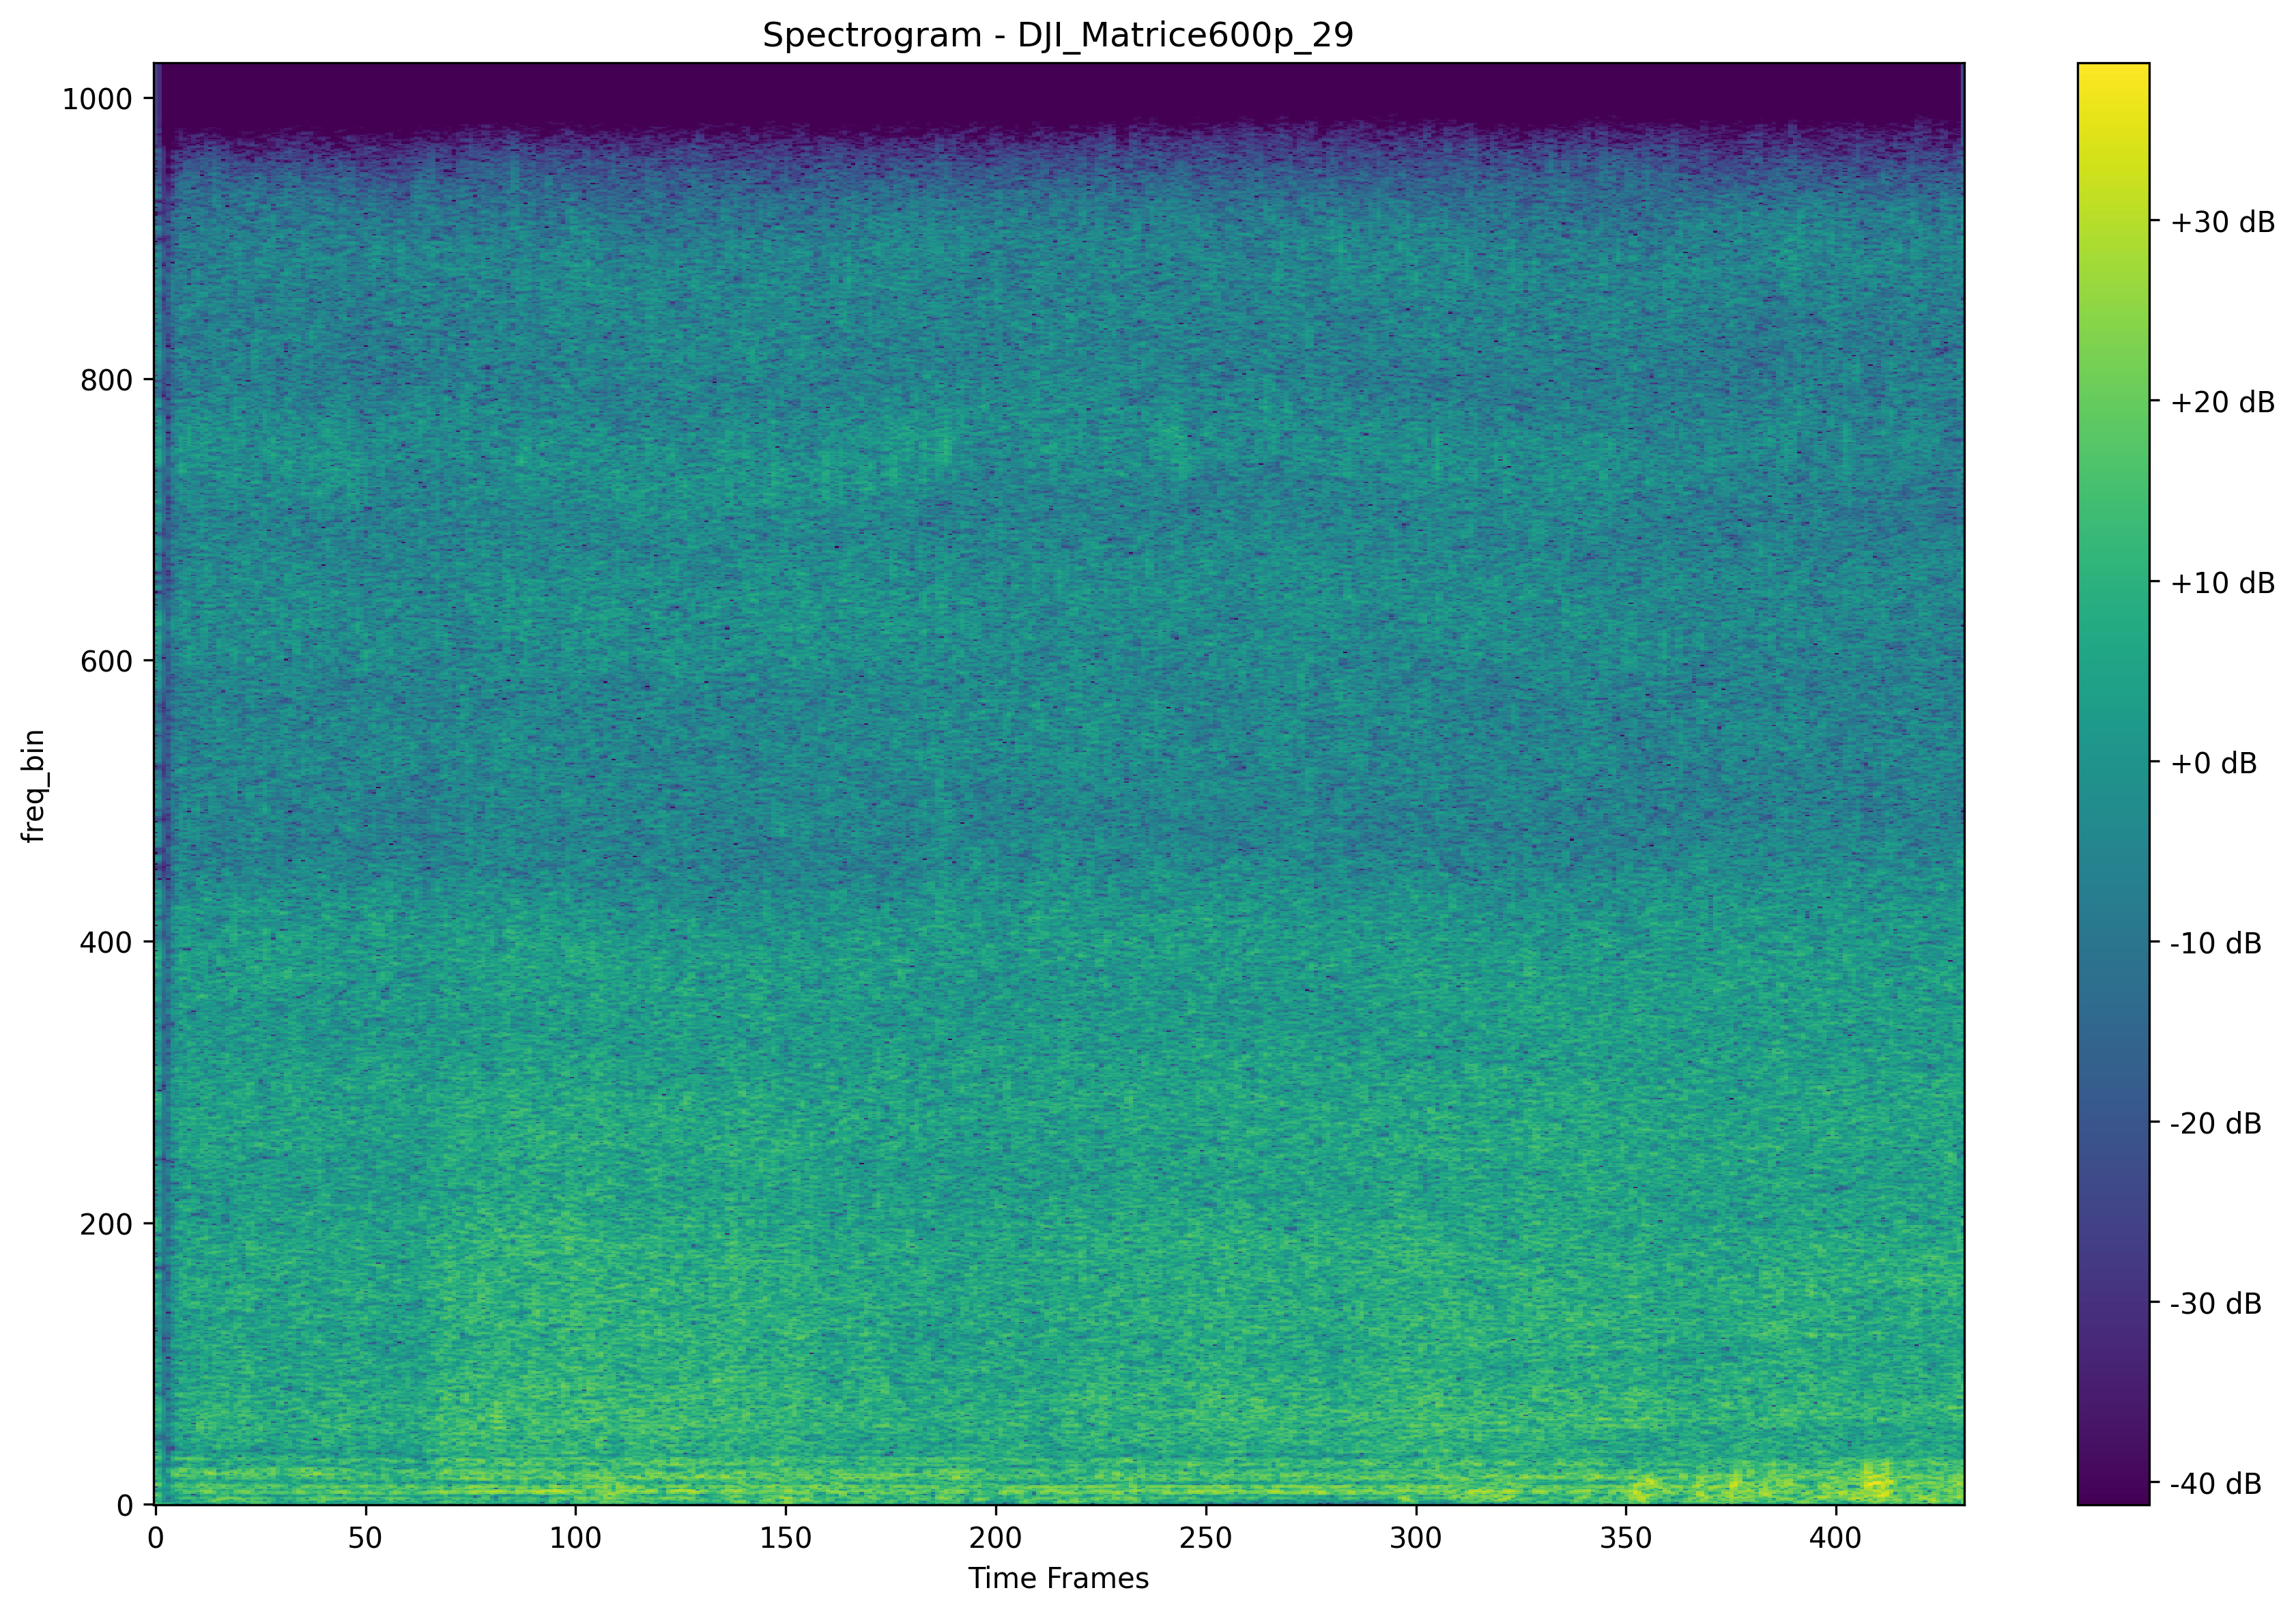 Spectrogram - DJI_Matrice600p_29
1000
800
600
400
200
0
freq_bin
0 50 100 150 200 250 300 350 400
Time Frames
+30 dB
+20 dB
+10 dB
+0 dB
-10 dB
-20 dB
-30 dB
-40 dB